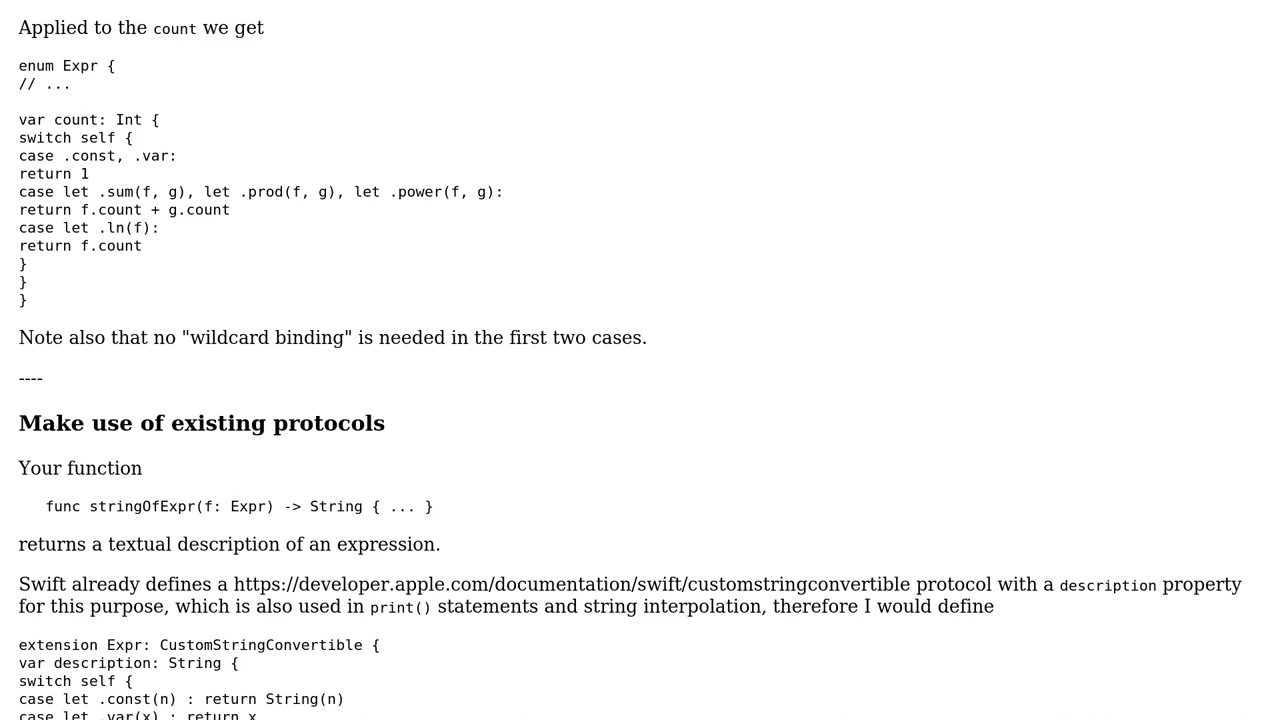 Applied to the count we get
enum Expr {
// ...
var count: Int {
switch self {
case .const, .var:
return 1
case let .sum(f, g), let .prod(f, g), let .power(f, g):
return f.count + g.count
case let .ln(f):
return f.count
}
}
}
Note also that no "wildcard binding" is needed in the first two cases.
----
Make use of existing protocols
Your function
func stringOfExpr(f: Expr) -> String { ... }
returns a textual description of an expression.
Swift already defines a https://developer.apple.com/documentation/swift/customstringconvertible protocol with a description property
for this purpose, which is also used in print() statements and string interpolation, therefore I would define
extension Expr: CustomStringConvertible {
var description: String {
switch self {
case let .const(n) : return String(n)
case let .var(x) : return x